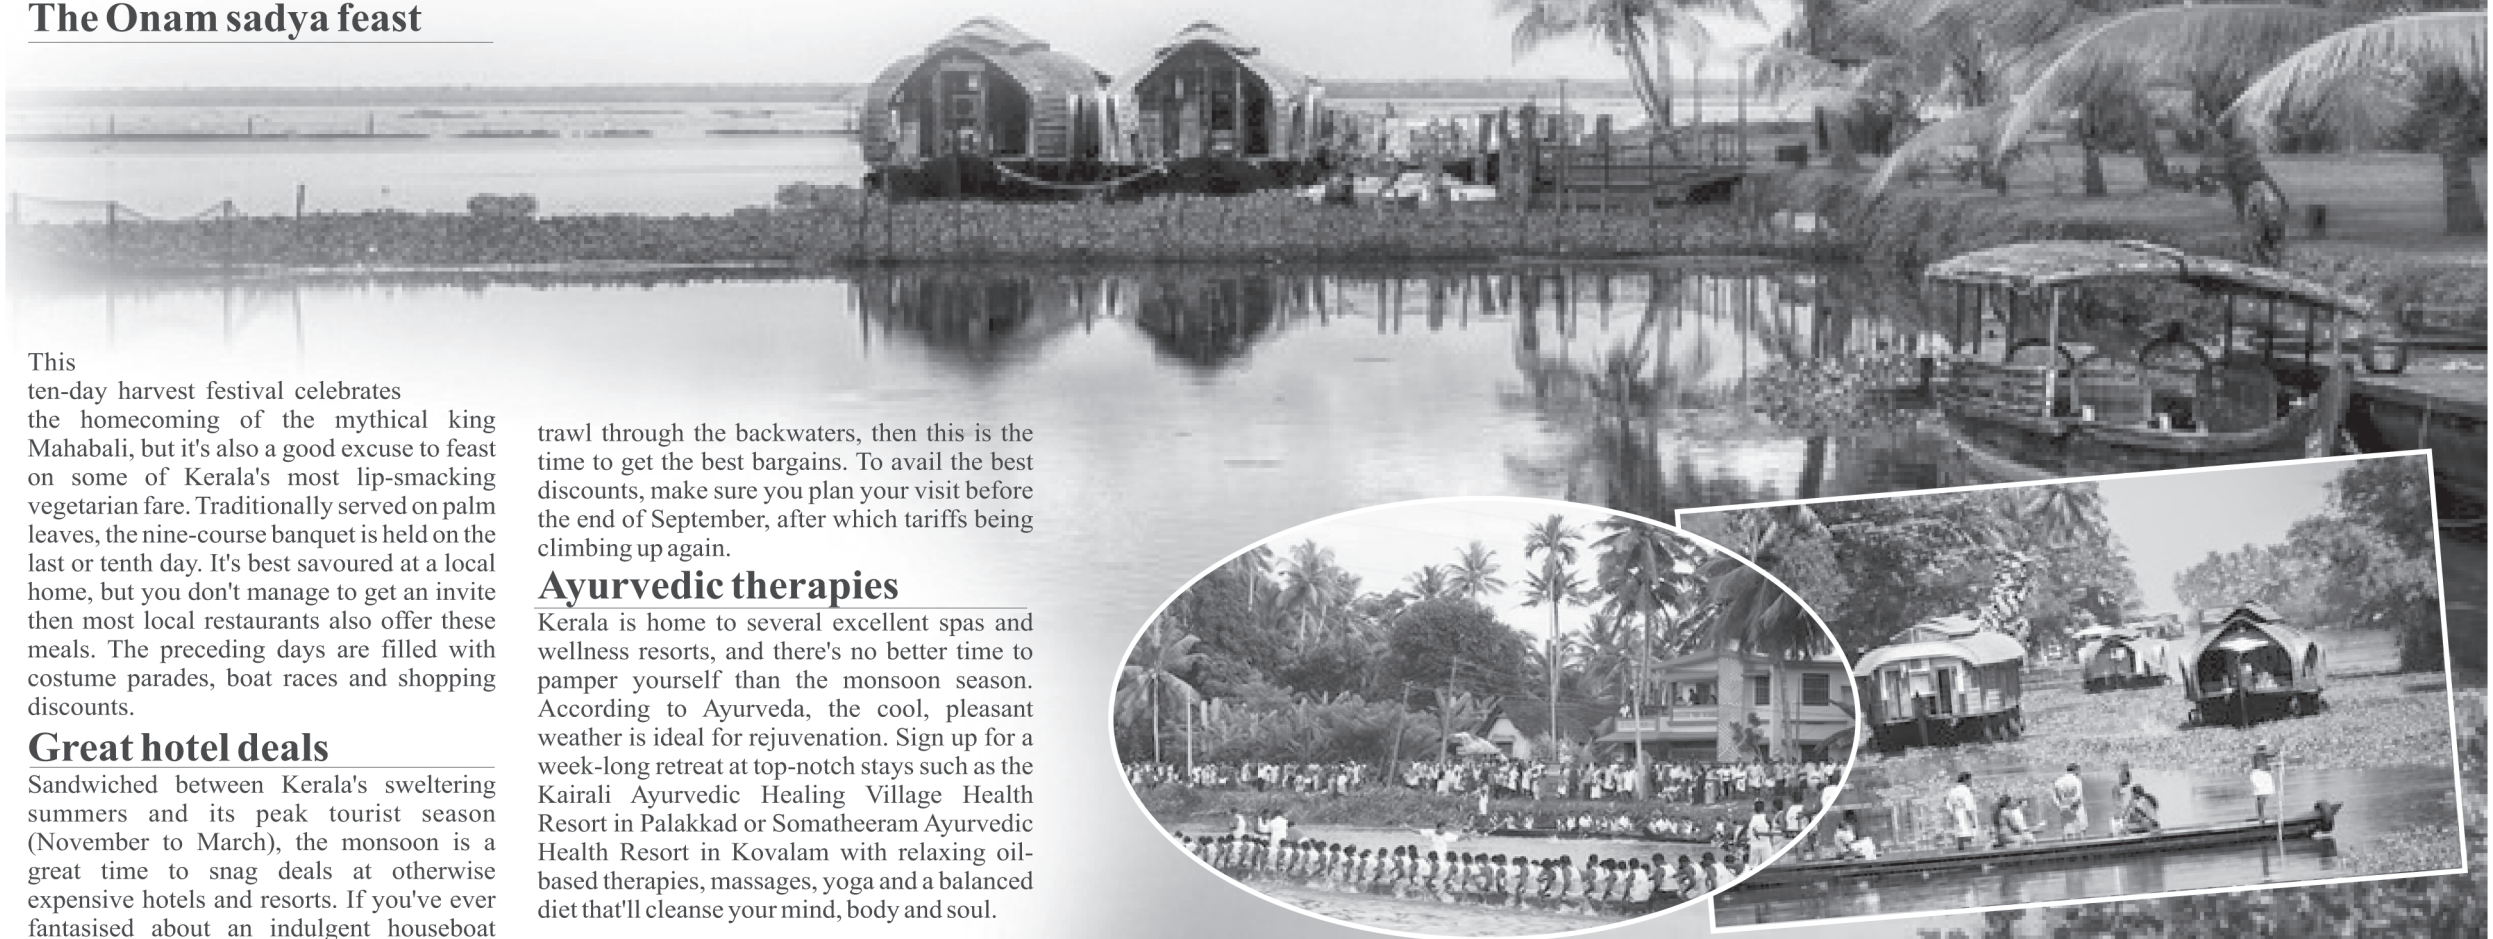 The Onam sadya feast
This
ten-day harvest festival celebrates
the homecoming of the mythical king
Mahabali, but it's also a good excuse to feast
on some of Kerala's most lip-smacking
vegetarian fare. Traditionally served on palm
leaves, the nine-course banquet is held on the
last or tenth day. It's best savoured at a local
home, but you don't manage to get an invite
then most local restaurants also offer these
meals. The preceding days are filled with
costume parades, boat races and shopping
discounts.
Great hotel deals
Sandwiched between Kerala's sweltering
summers and its peak tourist season
(November to March), the monsoon is a
great time to snag deals at otherwise
expensive hotels and resorts. If you've ever
fantasised about an indulgent houseboat
trawl through the backwaters, then this is the
time to get the best bargains. To avail the best
discounts, make sure you plan your visit before
the end of September, after which tariffs being
climbing up again.
Ayurvedic therapies
Kerala is home to several excellent spas and
wellness resorts, and there's no better time to
pamper yourself than the monsoon season.
According to Ayurveda, the cool, pleasant
weather is ideal for rejuvenation. Sign up for a
week-long retreat at top-notch stays such as the
Kairali Ayurvedic Healing Village Health
Resort in Palakkad or Somatheeram Ayurvedic
Health Resort in Kovalam with relaxing oil-
based therapies, massages, yoga and a balanced
diet that'll cleanse your mind, body and soul.